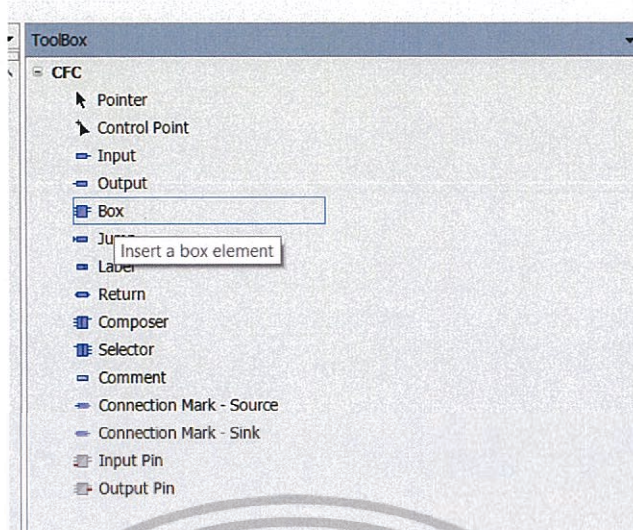 ToolBox
CFC
Pointer
Control Point
Input
Output
Box
Insert a box element
Label
Return
Composer
Selector
Comment
Connection Mark - Source
Connection Mark - Sink
Input Pin
Output Pin